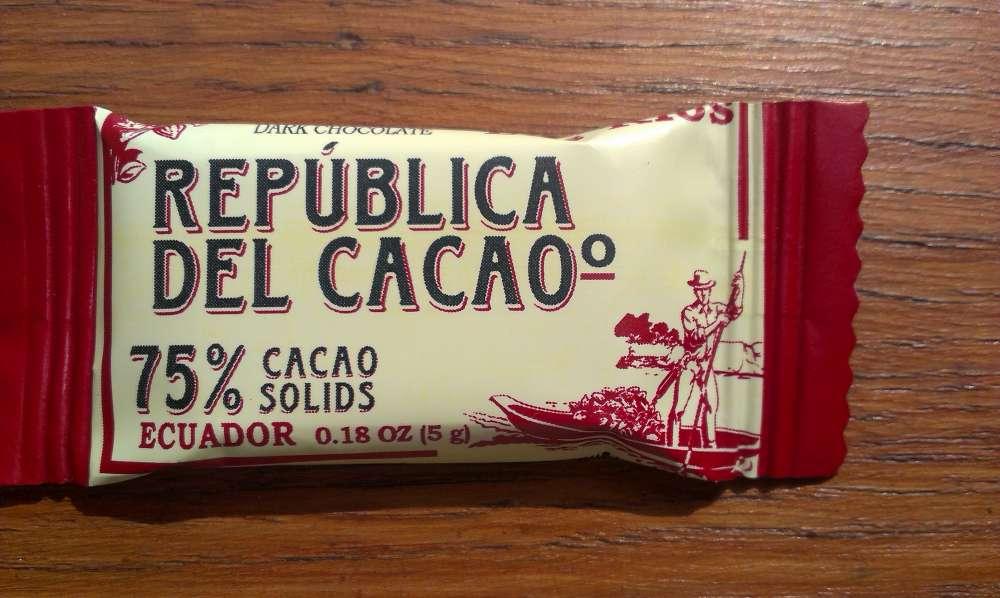 DARK CHOCOLATE
REPÚBLICA
DEL CACAOº
75% CACAO
SOLIDS
ECUADOR 0.18 OZ (5 g)